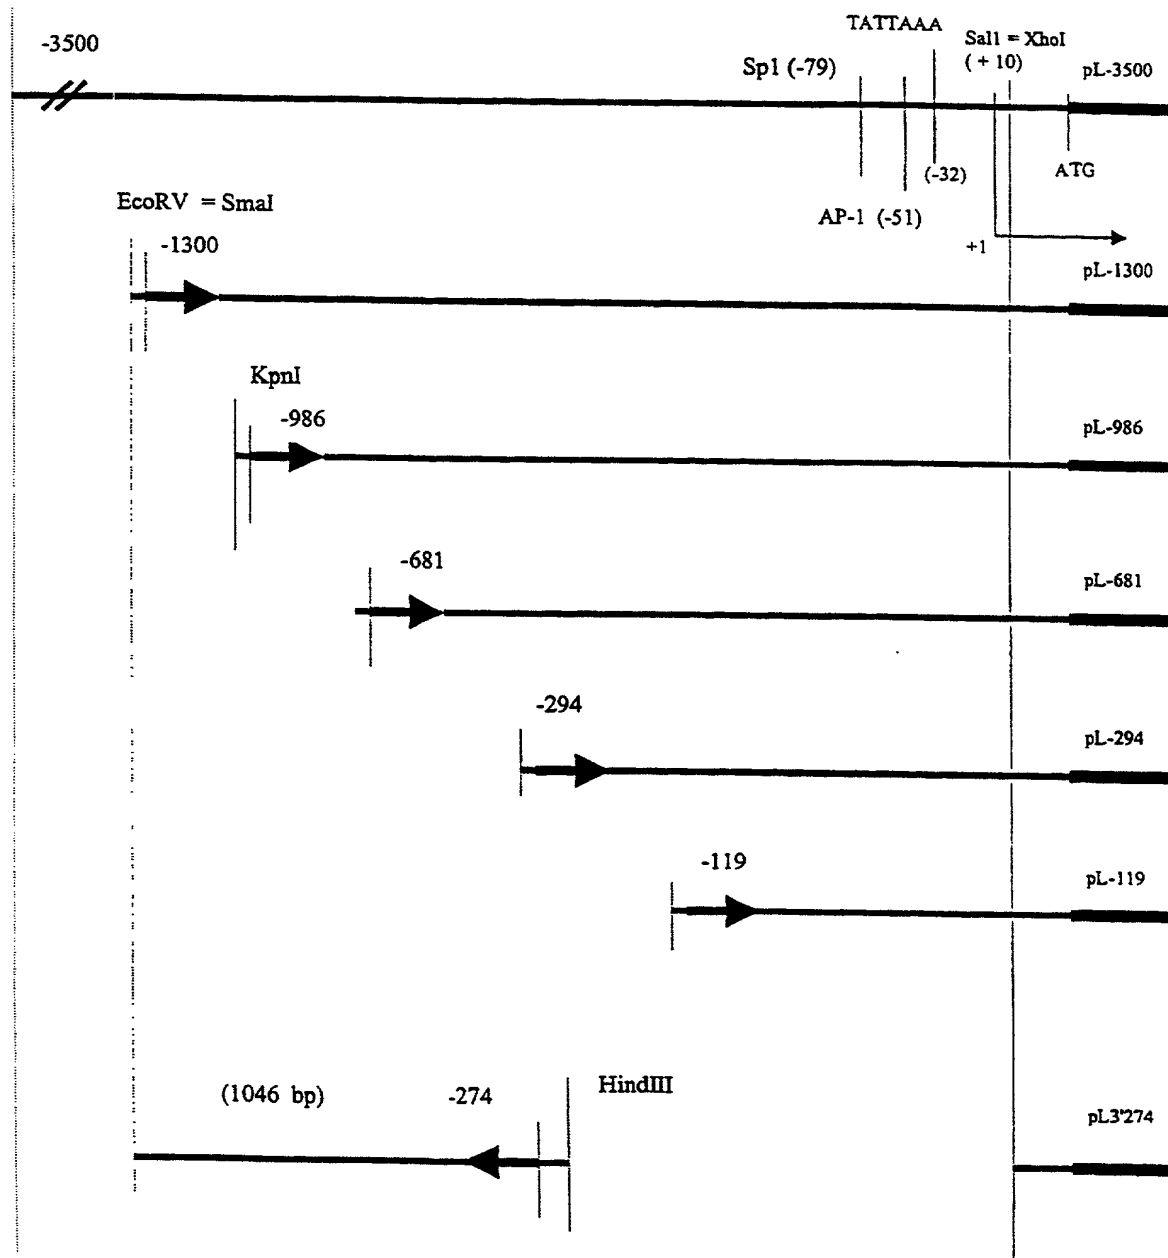 TATTAAA
-3500
Sal1 = XhoI
Sp1 (-79)
( + 10)
pL-3500
(-32)
ATG
EcoRV = SmaI
AP-1 (-51)
-1300
+1
pL-1300
KpnI
-986
pL-986
-681
pL-681
-294
pL-294
-119
pL-119
(1046 bp)
-274
HindIII
pL3'274